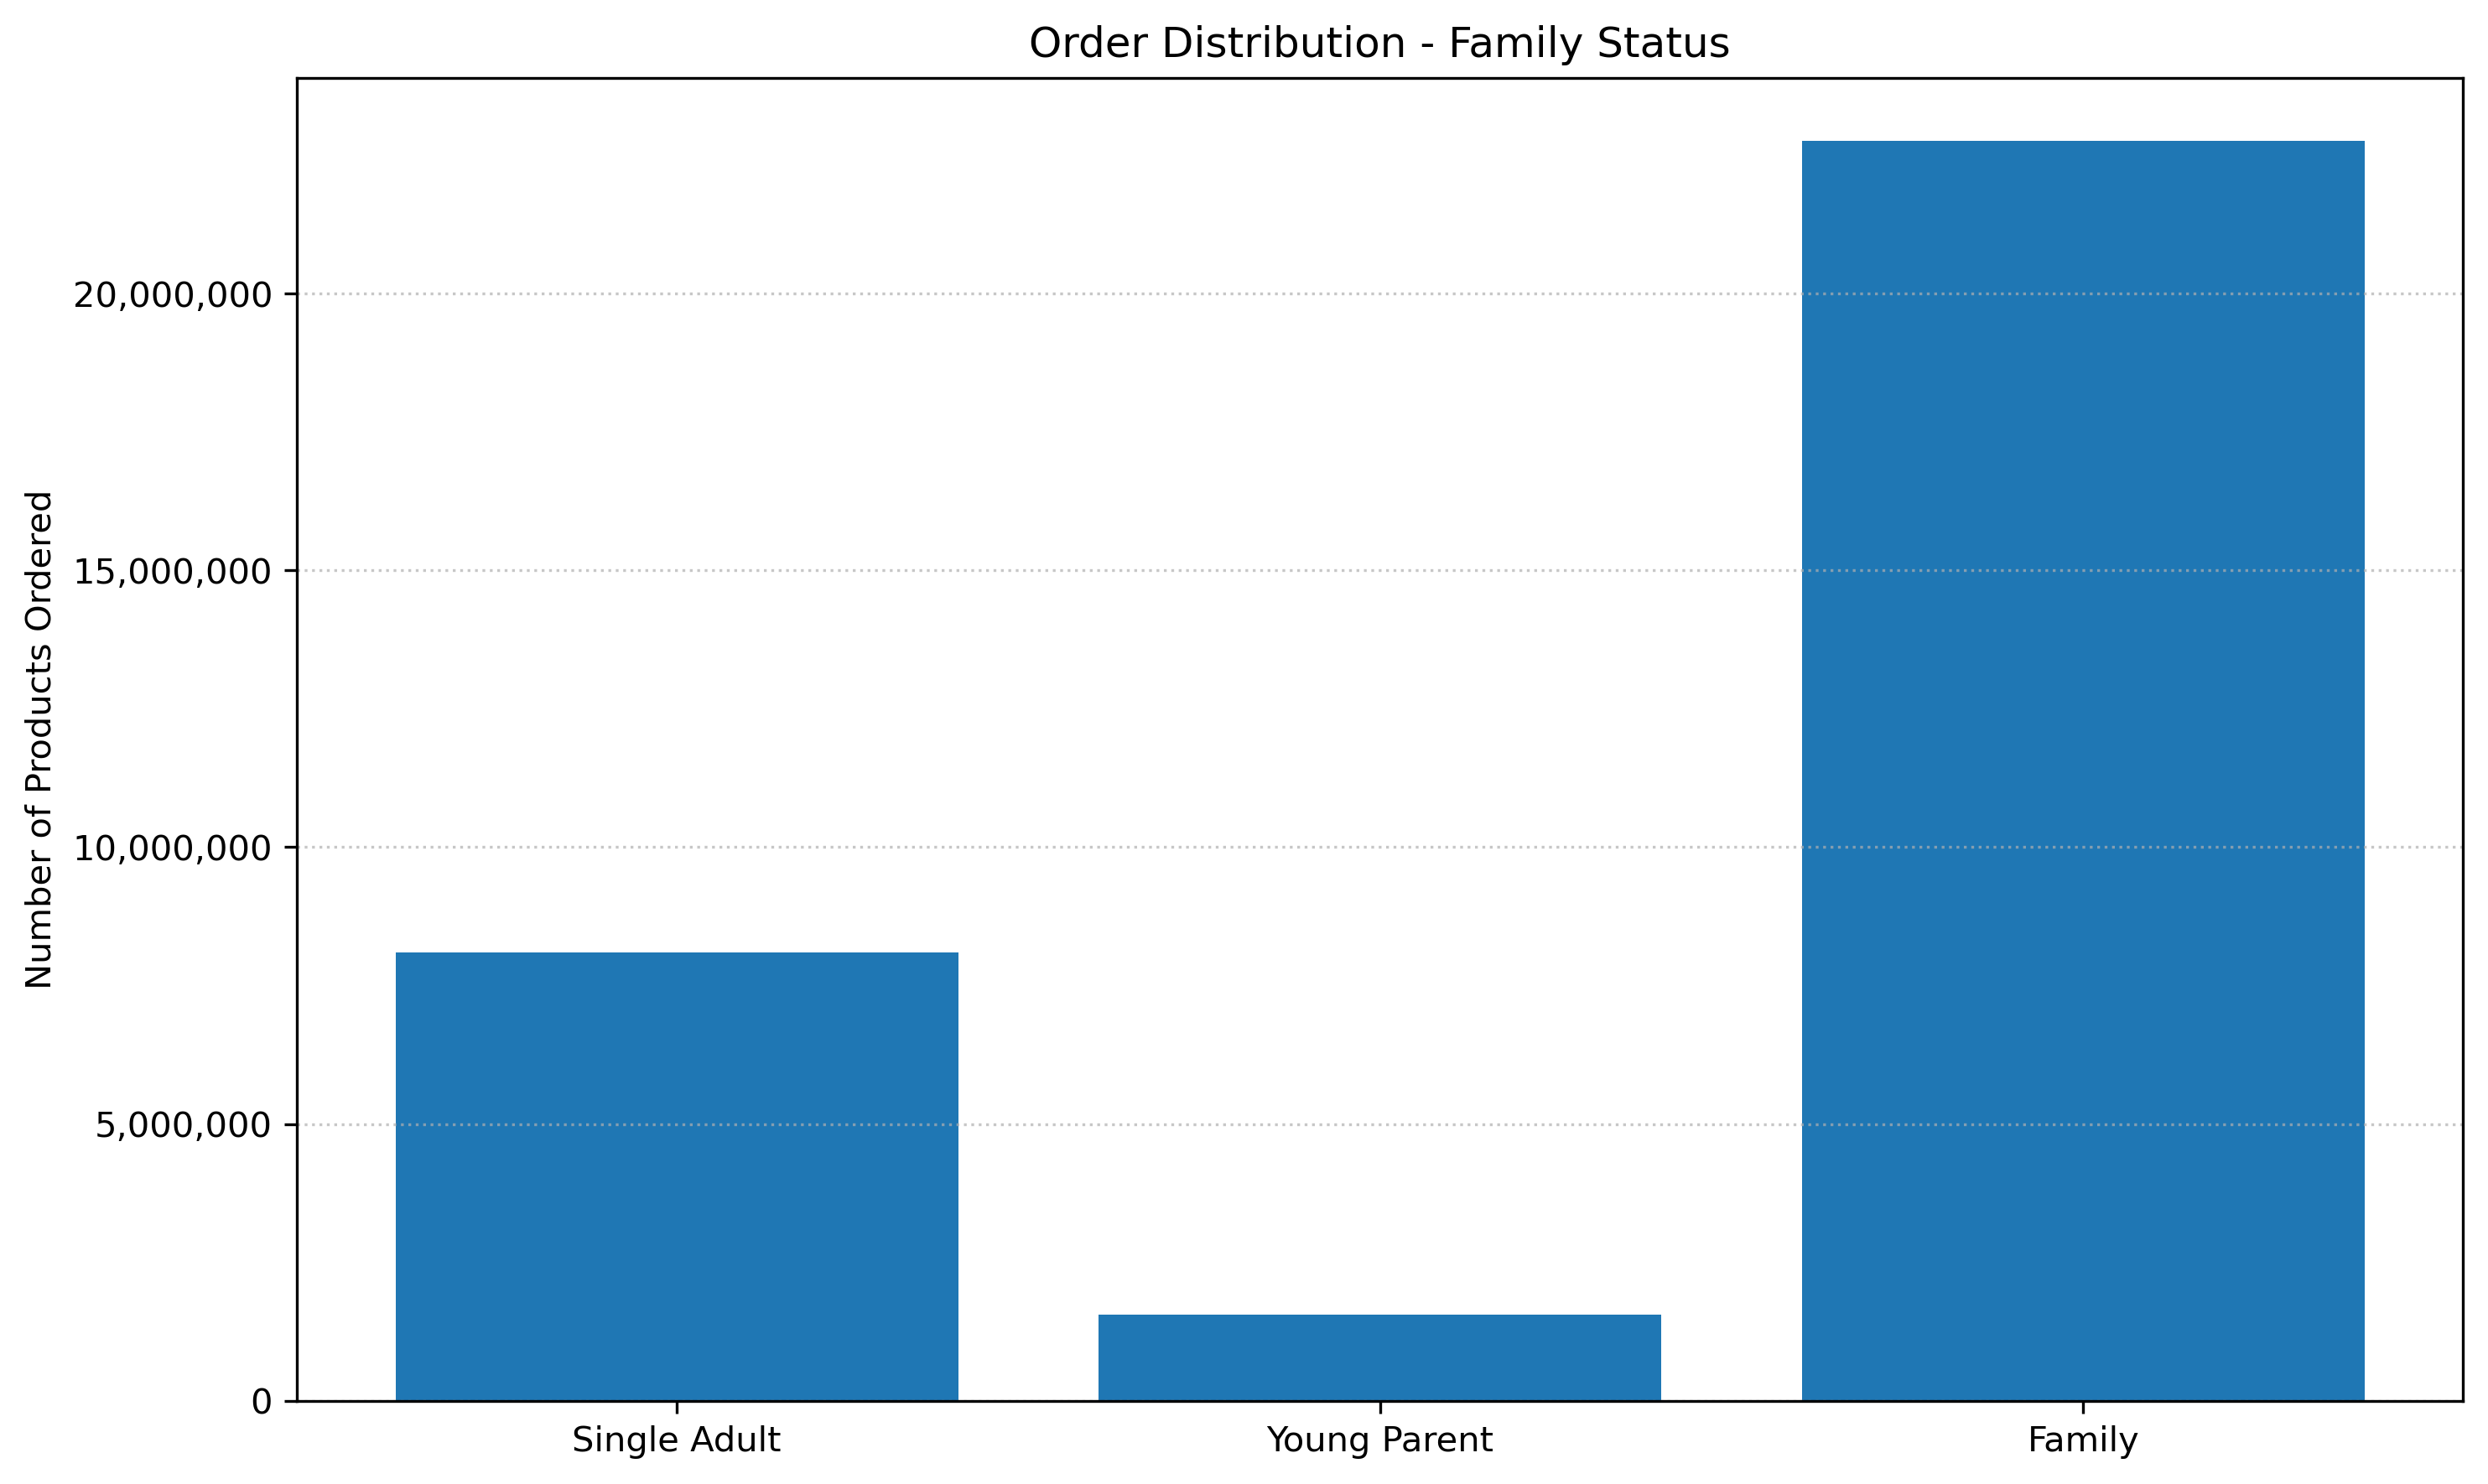 Order Distribution - Family Status
Number of Products Ordered
20,000,000
15,000,000
10,000,000
5,000,000
0
Single Adult
Young Parent
Family